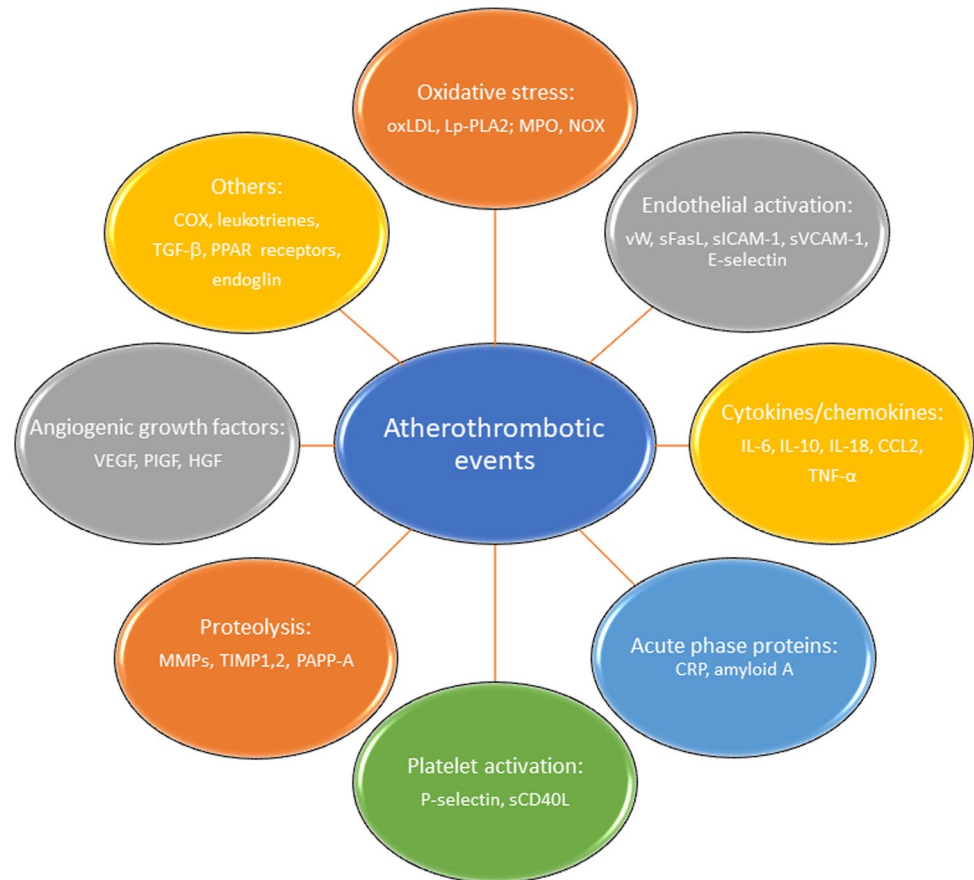 Oxidative stress:
oxLDL, Lp-PLA2; MPO, NOX
Others:
COX, leukotrienes,
TGF-β, PPAR receptors,
endoglin
Endothelial activation:
vW, sFasL, sICAM-1, sVCAM-1,
E-selectin
Angiogenic growth factors:
VEGF, PIGF, HGF
Atherothrombotic
events
Cytokines/chemokines:
IL-6, IL-10, IL-18, CCL2,
TNF-α
Proteolysis:
MMPs, TIMP1,2, PAPP-A
Acute phase proteins:
CRP, amyloid A
Platelet activation:
P-selectin, sCD40L